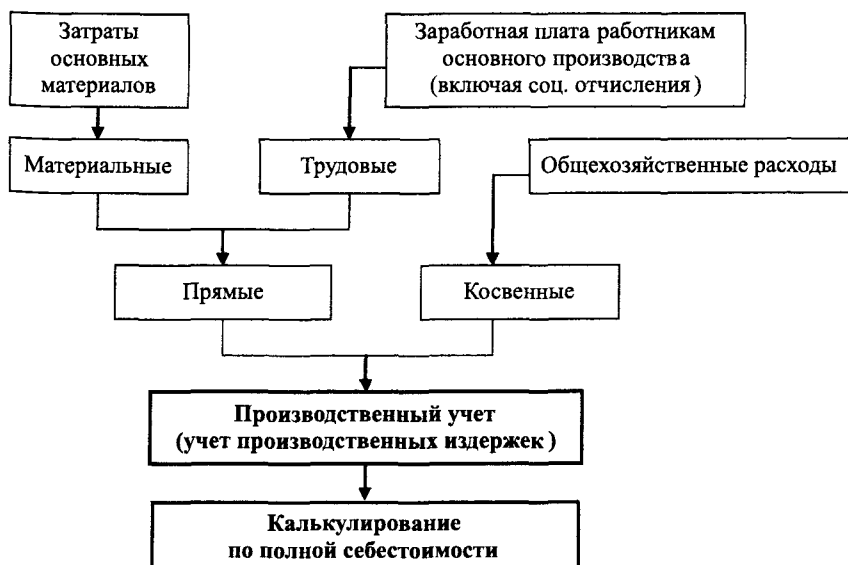 Затраты
основных
материалов
Заработная плата работникам
основного производства
(включая соц. отчисления)
Материальные
Трудовые
Общехозяйственные расходы
Прямые
Косвенные
Производственный учет
(учет производственных издержек)
Калькулирование
по полной себестоимости